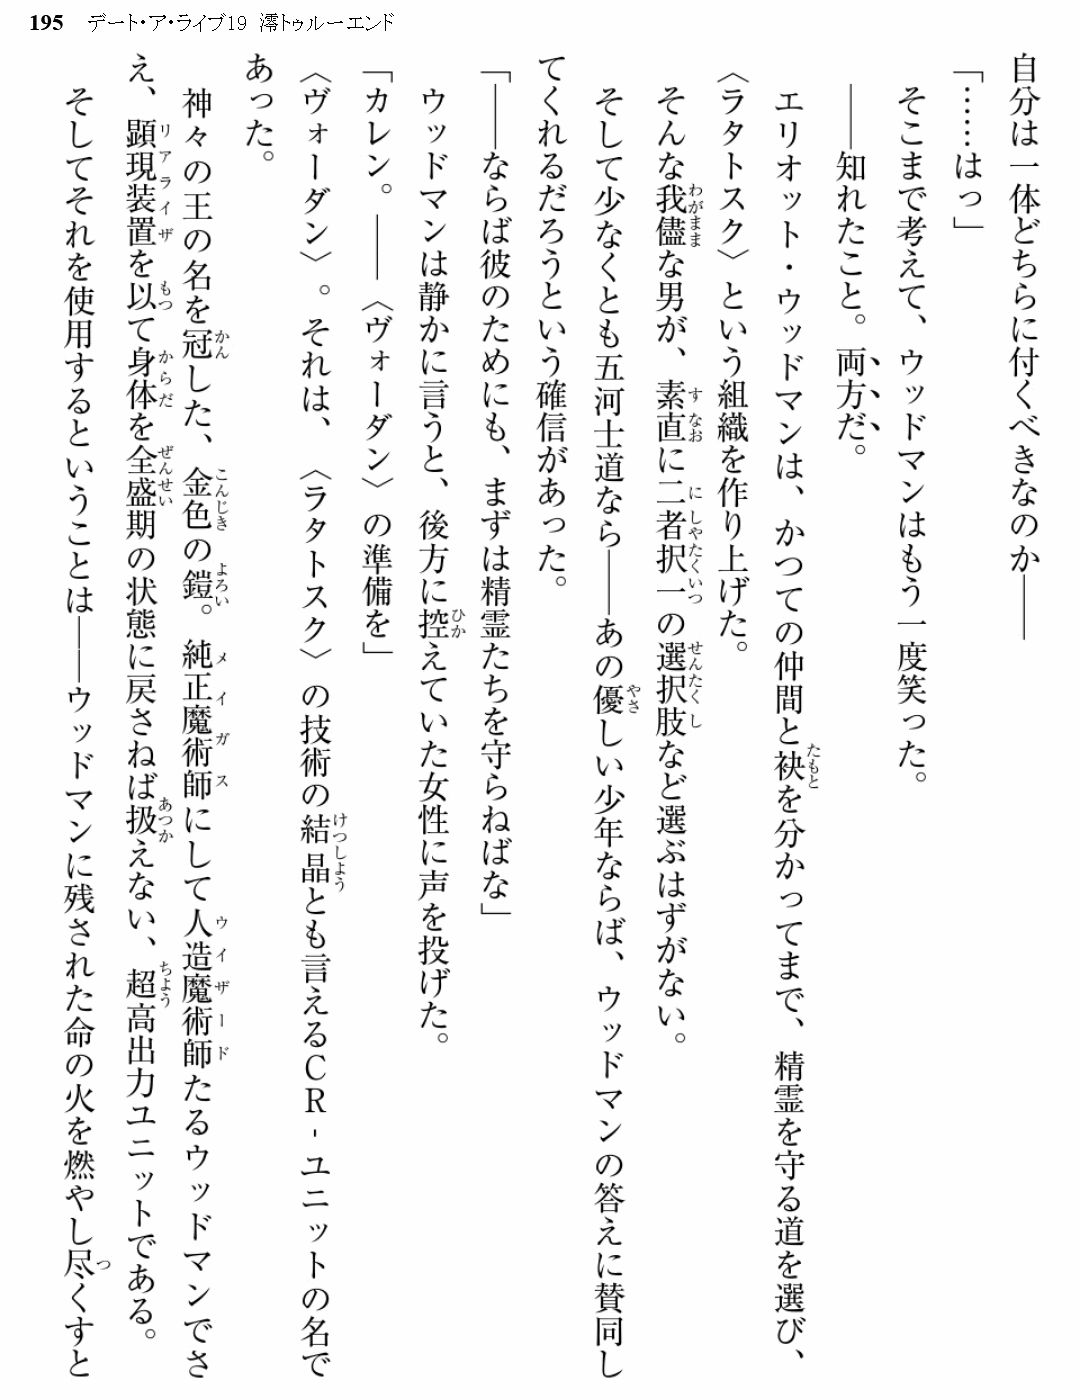 195 デート・ア・ライブ19 澪トゥルーエンド
自分は一体どちらに付くべきなのか――
「……はっ」
そこまで考えて、ウッドマンはもう一度笑った。
――知れたこと。両方だ。
エリオット・ウッドマンは、かつての仲間と袂を分かってまで、精霊を守る道を選び、
〈ラタトスク〉という組織を作り上げた。
そんな我儘な男が、素直に二者択一の選択肢など選ぶはずがない。
そして少なくとも五河士道なら――あの優しい少年ならば、ウッドマンの答えに賛同し
てくれるだろうという確信があった。
「――ならば彼のためにも、まずは精霊たちを守らねばな」
ウッドマンは静かに言うと、後方に控えていた女性に声を投げた。
「カレン。――〈ヴォーダン〉の準備を」
〈ヴォーダン〉。それは、〈ラタトスク〉の技術の結晶とも言えるCR-ユニットの名で
あった。
神々の王の名を冠した、金色の鎧。純正魔術師にして人造魔術師たるウッドマンでさ
え、顕現装置を以て身体を全盛期の状態に戻さねば扱えない、超高出力ユニットである。
そしてそれを使用するということは――ウッドマンに残された命の火を燃やし尽くすと